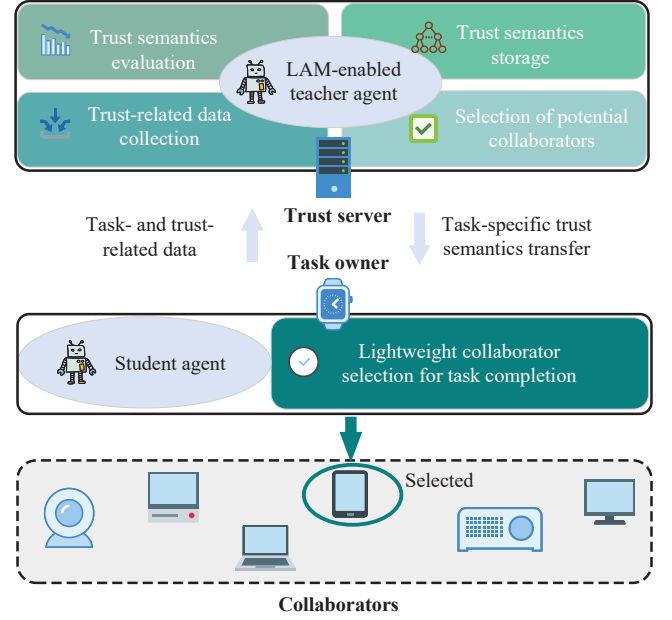 Trust semantics
evaluation
Trust semantics
storage
LAM-enabled
teacher agent
Trust-related data
collection
Selection of potential
collaborators
Trust server
Task- and trust-
related data
Task-specific trust
semantics transfer
Task owner
Student agent
Lightweight collaborator
selection for task completion
Selected
Collaborators